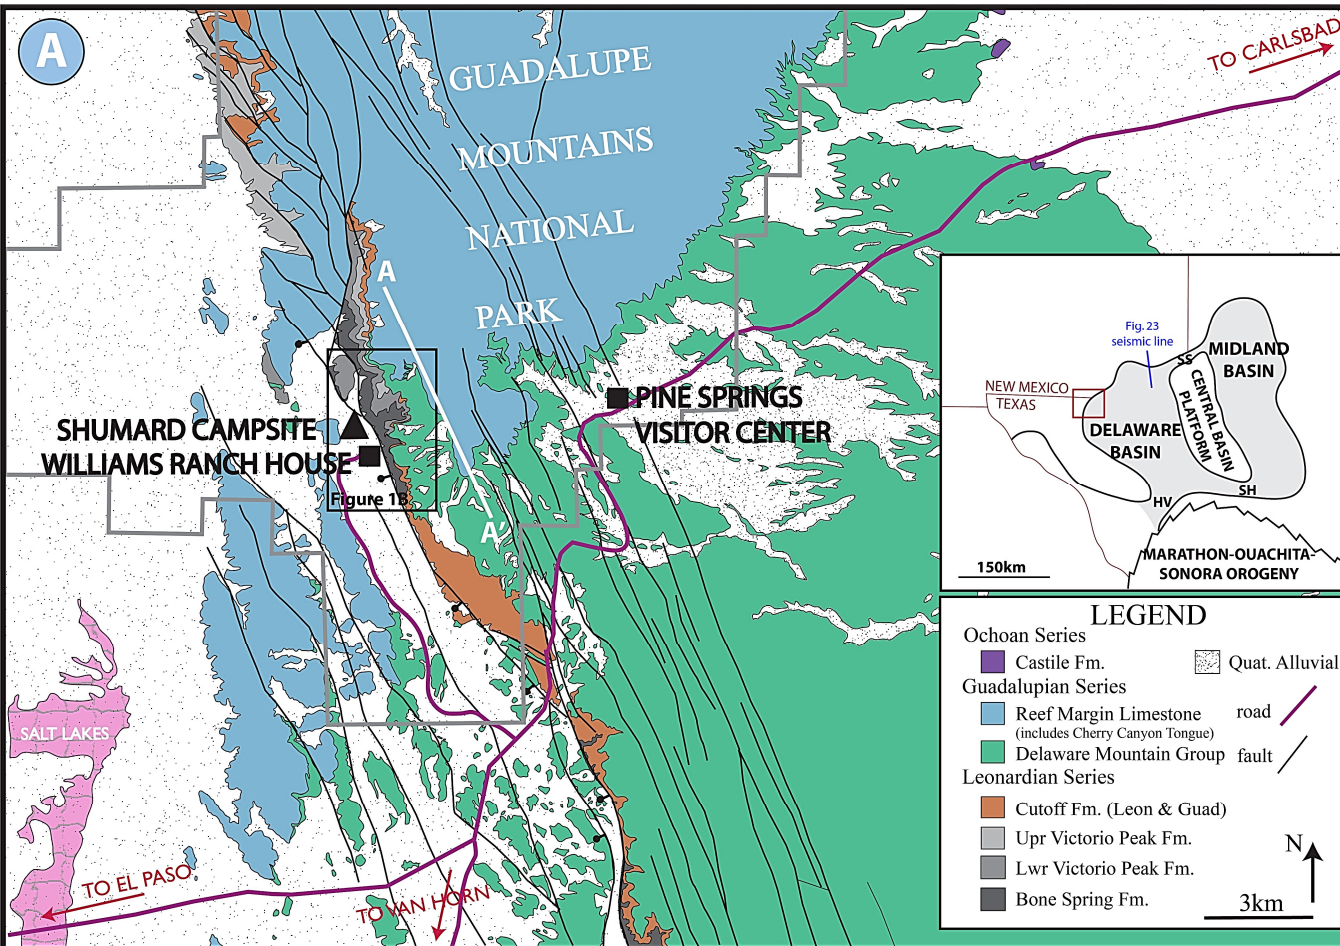 A
GUADALUPE
MOUNTAINS
NATIONAL
PARK
TO CARLSBAD
A
A′
SHUMARD CAMPSITE
WILLIAMS RANCH HOUSE
Figure 1B
PINE SPRINGS
VISITOR CENTER
SALT LAKES
TO EL PASO
TO VAN HORN
Fig. 23
seismic line
NEW MEXICO
TEXAS
SS
MIDLAND
BASIN
CENTRAL BASIN
PLATFORM
DELAWARE
BASIN
HV
SH
MARATHON-OUACHITA-
SONORA OROGENY
150km
LEGEND
Ochoan Series
Castile Fm.
Quat. Alluvial
Guadalupian Series
Reef Margin Limestone
(includes Cherry Canyon Tongue)
road
Delaware Mountain Group
fault
Leonardian Series
Cutoff Fm. (Leon & Guad)
Upr Victorio Peak Fm.
Lwr Victorio Peak Fm.
Bone Spring Fm.
N
3km